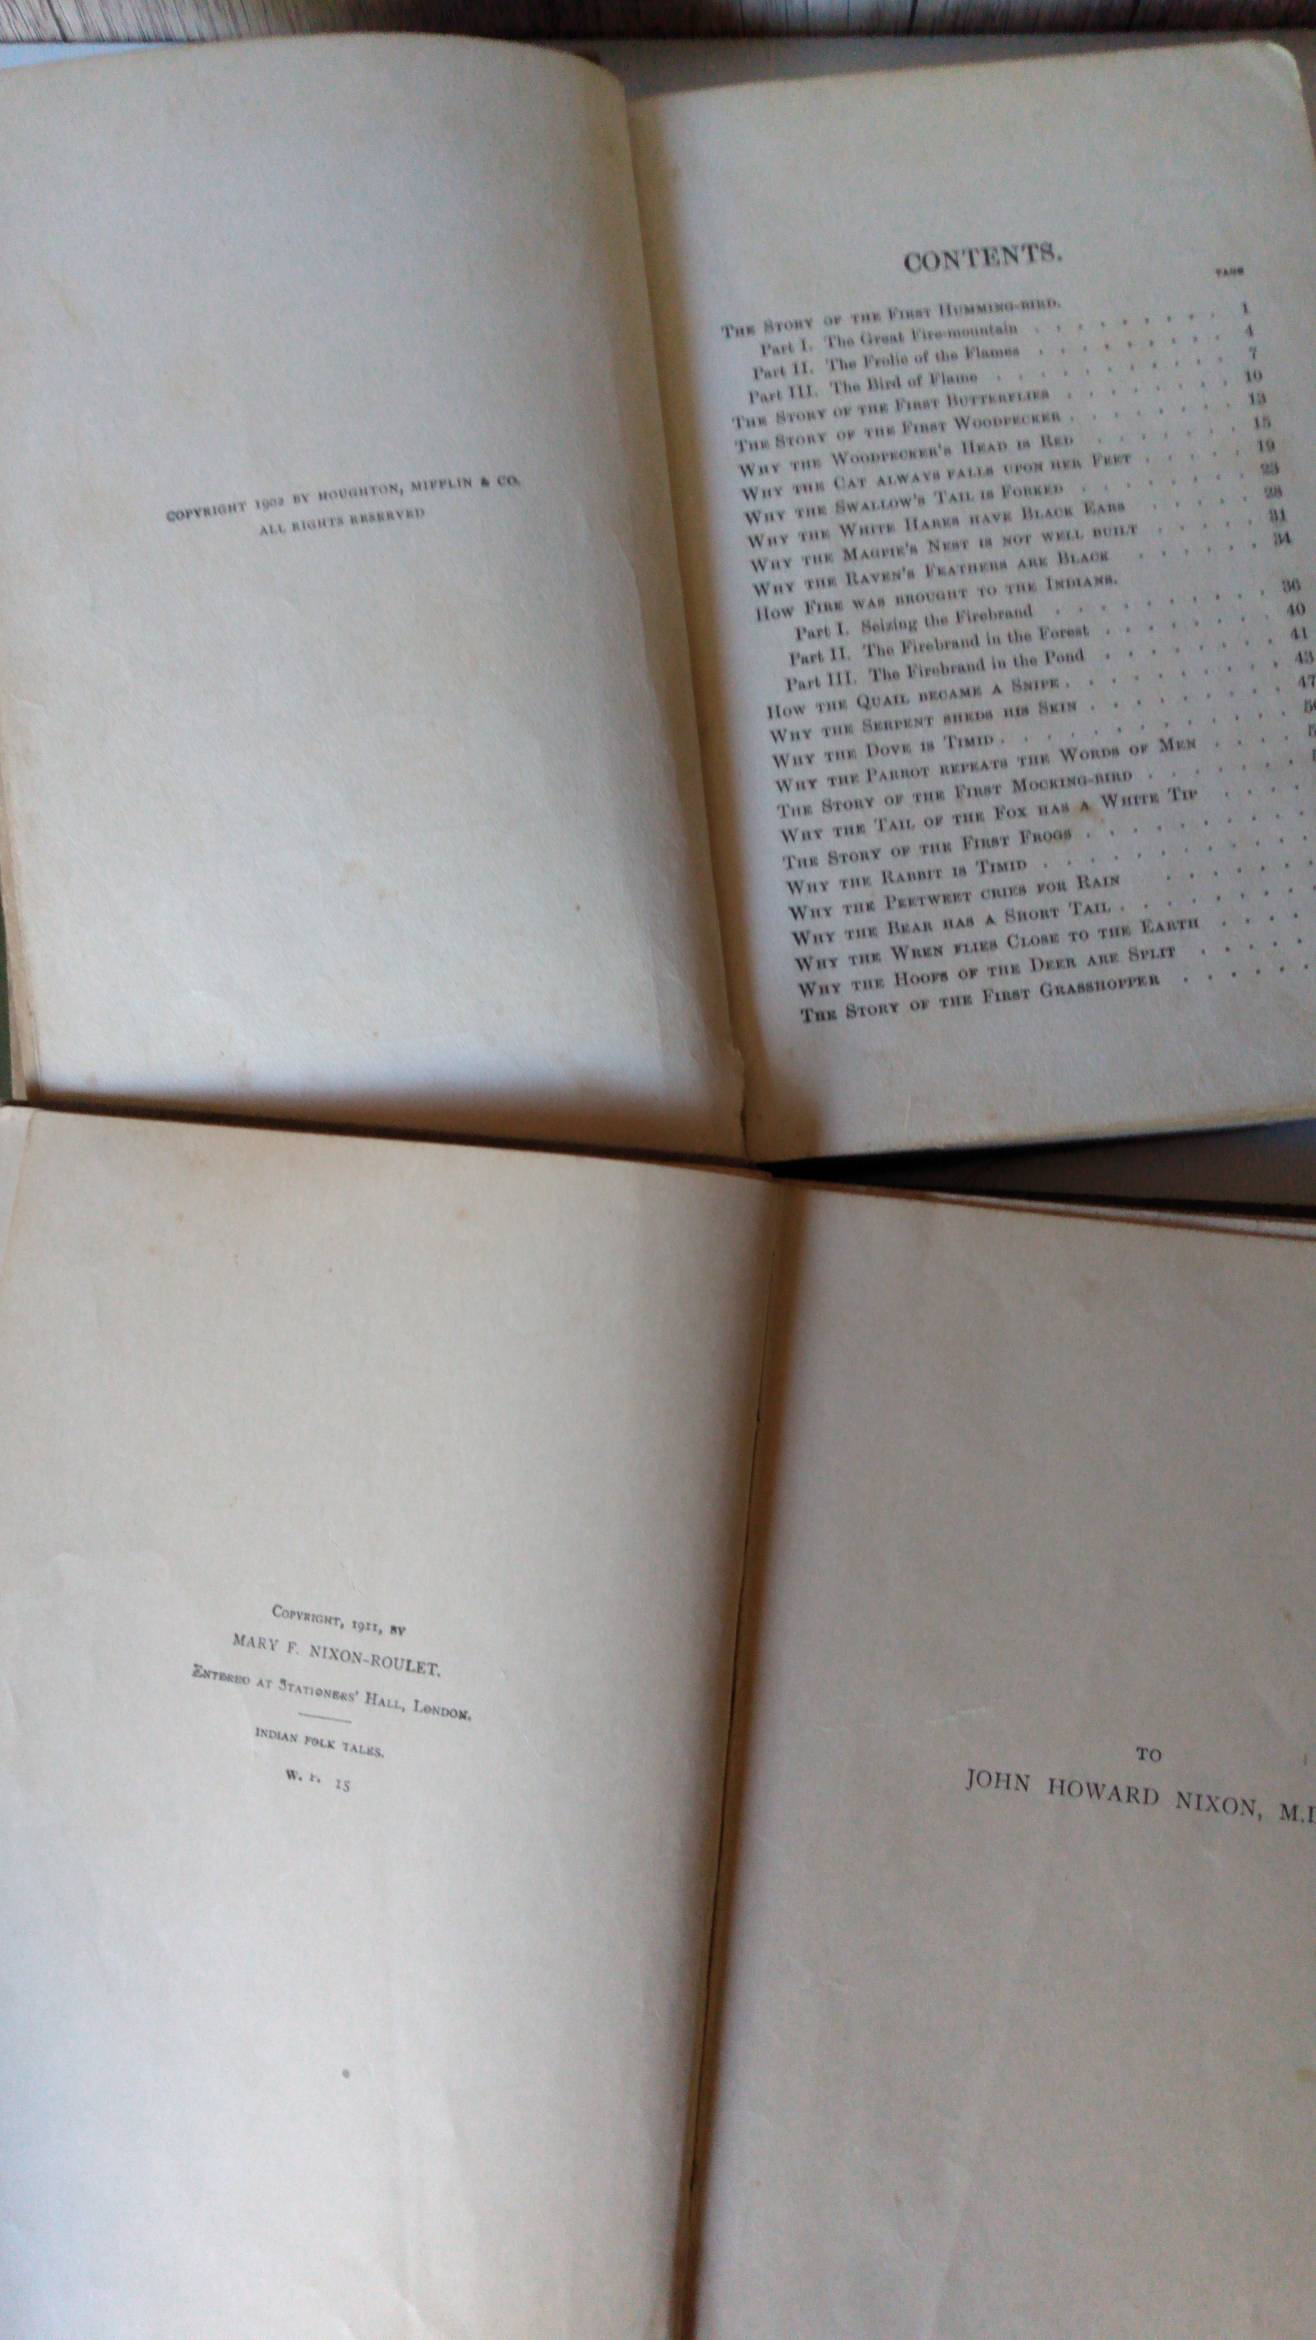 COPYRIGHT 1902 BY HOUGHTON, MIFFLIN & CO.
ALL RIGHTS RESERVED
CONTENTS.
PAGE
The Story of the First Humming-bird.
Part I. The Great Fire-mountain . . . . . . . . . 1
Part II. The Frolic of the Flames . . . . . . . . . 4
Part III. The Bird of Flame . . . . . . . . . . 7
The Story of the First Butterflies . . . . . . . 10
The Story of the First Woodpecker . . . . . . . 13
Why the Woodpecker's Head is Red . . . . . . 15
Why the Cat always falls upon her Feet . . . . 19
Why the Swallow's Tail is Forked . . . . . . 23
Why the White Hares have Black Ears . . . . . 28
Why the Magpie's Nest is not well built . . . . . 31
Why the Raven's Feathers are Black . . . . . . 34
How Fire was brought to the Indians.
Part I. Seizing the Firebrand . . . . . . . . . 36
Part II. The Firebrand in the Forest . . . . . . . 40
Part III. The Firebrand in the Pond . . . . . . . 41
How the Quail became a Snipe . . . . . . . . . 43
Why the Serpent sheds his Skin . . . . . . . . 47
Why the Dove is Timid . . . . . . . . . .
Why the Parrot repeats the Words of Men . . . .
The Story of the First Mocking-bird . . . . . .
Why the Tail of the Fox has a White Tip . . . .
The Story of the First Frogs . . . . . . . . .
Why the Rabbit is Timid . . . . . . . . . .
Why the Peetweet cries for Rain . . . . . .
Why the Bear has a Short Tail . . . . . . . .
Why the Wren flies Close to the Earth . . . .
Why the Hoofs of the Deer are Split . . . . .
The Story of the First Grasshopper . . . . . .
Copyright, 1911, by
MARY F. NIXON-ROULET.
Entered at Stationers' Hall, London.
INDIAN FOLK TALES.
W. P. 15
TO
JOHN HOWARD NIXON, M.D